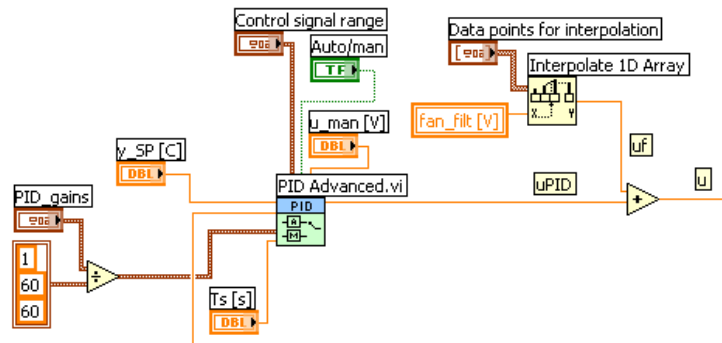 Control signal range
Data points for interpolation
Auto/man
TF
Interpolate 1D Array
X
Y
u_man [V]
DBL
fan_filt [V]
y_SP [C]
DBL
uf
PID Advanced.vi
PID
A
M
uPID
u
+
PID_gains
÷
1
60
60
Ts [s]
DBL